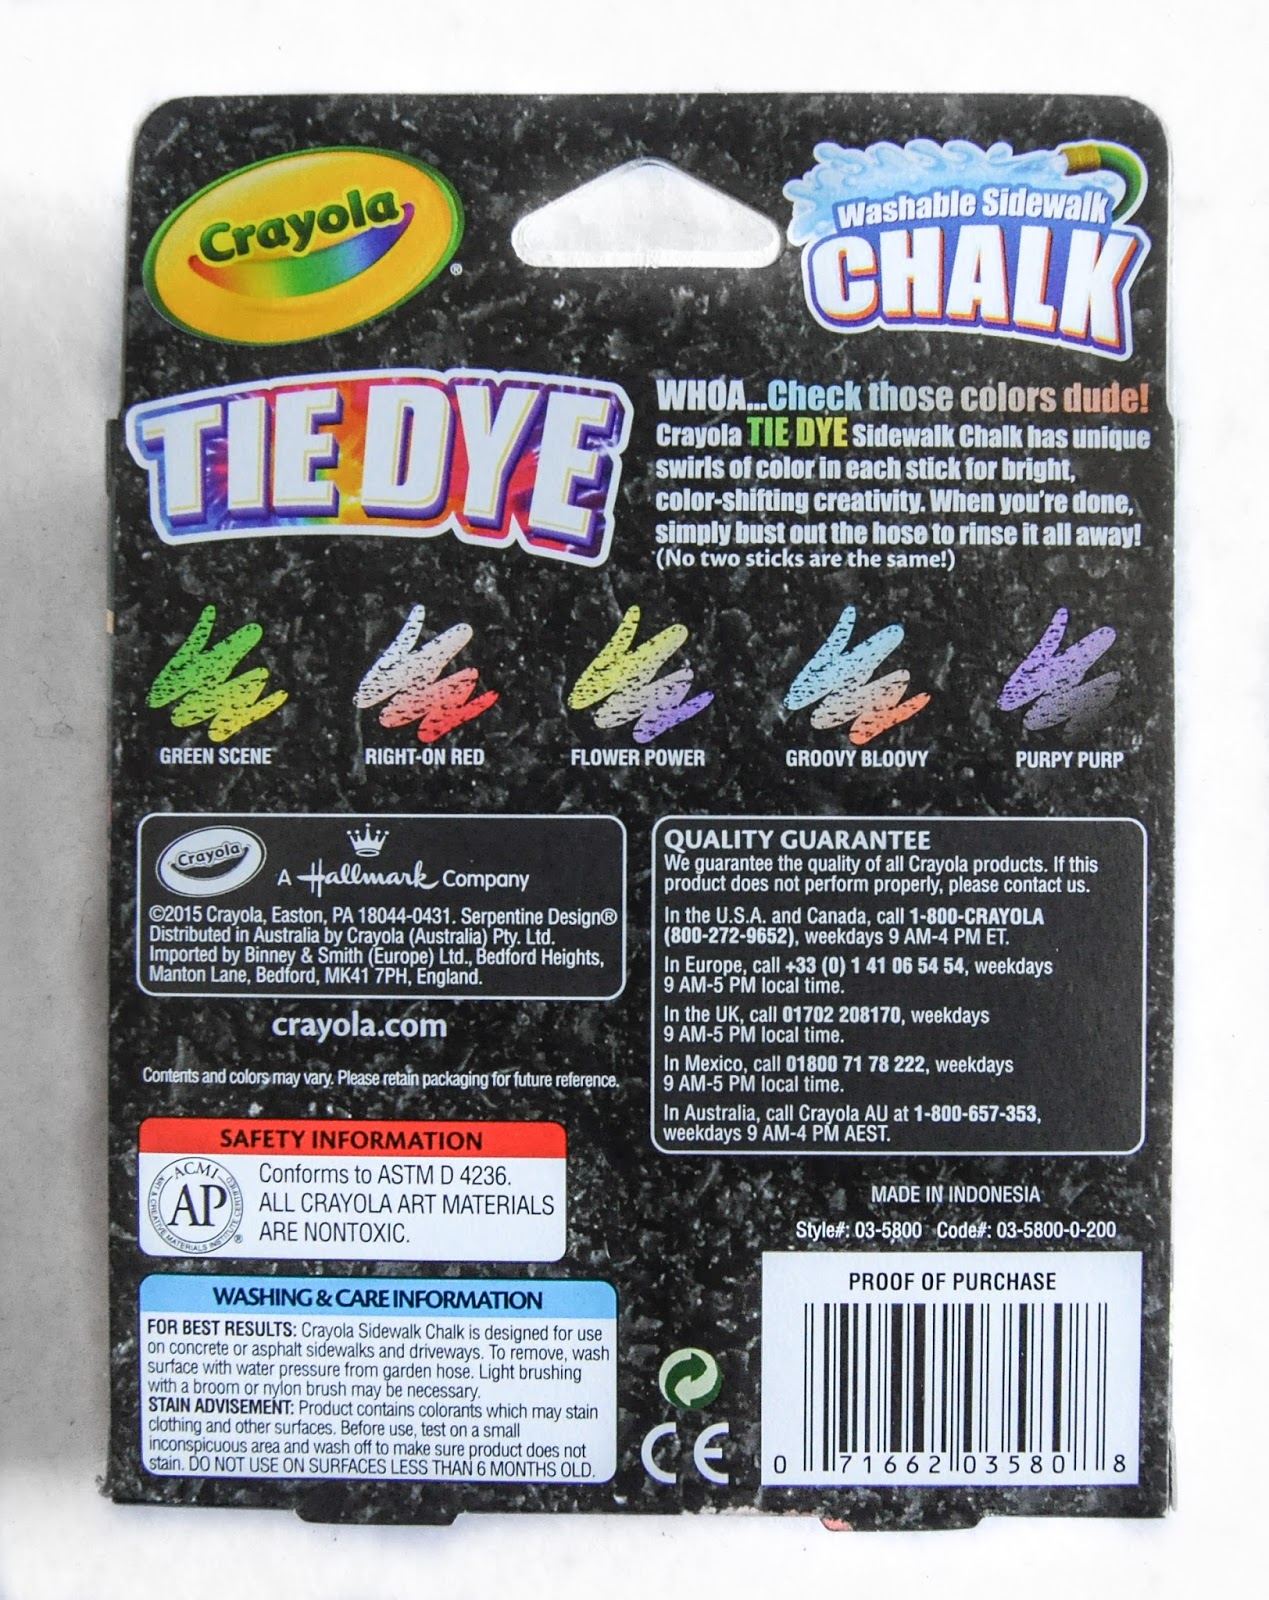 Crayola®
Washable Sidewalk
CHALK
TIE DYE
WHOA...Check those colors dude!
Crayola TIE DYE Sidewalk Chalk has unique
swirls of color in each stick for bright,
color-shifting creativity. When you're done,
simply bust out the hose to rinse it all away!
(No two sticks are the same!)
GREEN SCENE
RIGHT-ON RED
FLOWER POWER
GROOVY BLOOVY
PURPY PURP
Crayola
A Hallmark Company
©2015 Crayola, Easton, PA 18044-0431. Serpentine Design®
Distributed in Australia by Crayola (Australia) Pty. Ltd.
Imported by Binney & Smith (Europe) Ltd., Bedford Heights,
Manton Lane, Bedford, MK41 7PH, England.
crayola.com
Contents and colors may vary. Please retain packaging for future reference.
QUALITY GUARANTEE
We guarantee the quality of all Crayola products. If this
product does not perform properly, please contact us.
In the U.S.A. and Canada, call 1-800-CRAYOLA
(800-272-9652), weekdays 9 AM-4 PM ET.
In Europe, call +33 (0) 1 41 06 54 54, weekdays
9 AM-5 PM local time.
In the UK, call 01702 208170, weekdays
9 AM-5 PM local time.
In Mexico, call 01800 71 78 222, weekdays
9 AM-5 PM local time.
In Australia, call Crayola AU at 1-800-657-353,
weekdays 9 AM-4 PM AEST.
SAFETY INFORMATION
ACMI
AP
ART & CREATIVE MATERIALS INSTITUTE CERTIFIED
®
Conforms to ASTM D 4236.
ALL CRAYOLA ART MATERIALS
ARE NONTOXIC.
WASHING & CARE INFORMATION
FOR BEST RESULTS: Crayola Sidewalk Chalk is designed for use
on concrete or asphalt sidewalks and driveways. To remove, wash
surface with water pressure from garden hose. Light brushing
with a broom or nylon brush may be necessary.
STAIN ADVISEMENT: Product contains colorants which may stain
clothing and other surfaces. Before use, test on a small
inconspicuous area and wash off to make sure product does not
stain. DO NOT USE ON SURFACES LESS THAN 6 MONTHS OLD.
MADE IN INDONESIA
Style#: 03-5800 Code#: 03-5800-0-200
PROOF OF PURCHASE
0 71662 03580 8
CE